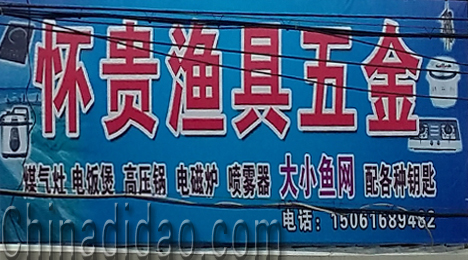 怀贵渔具五金
煤气灶 电饭煲 高压锅 电磁炉 喷雾器 大小鱼网 配各种钥匙
电话：15061689482
Chinadidao.com